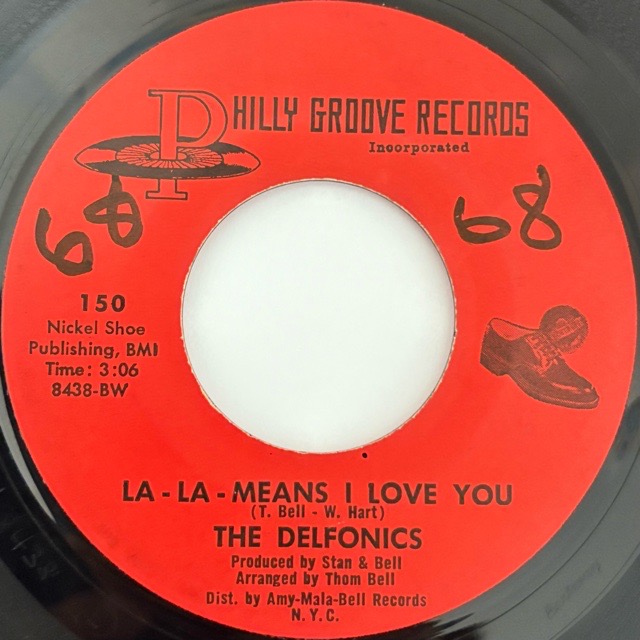 PHILLY GROOVE RECORDS
Incorporated
68
68
150
Nickel Shoe
Publishing, BMI
Time: 3:06
8438-BW
LA-LA-MEANS I LOVE YOU
(T. Bell - W. Hart)
THE DELFONICS
Produced by Stan & Bell
Arranged by Thom Bell
Dist. by Amy-Mala-Bell Records
N.Y.C.